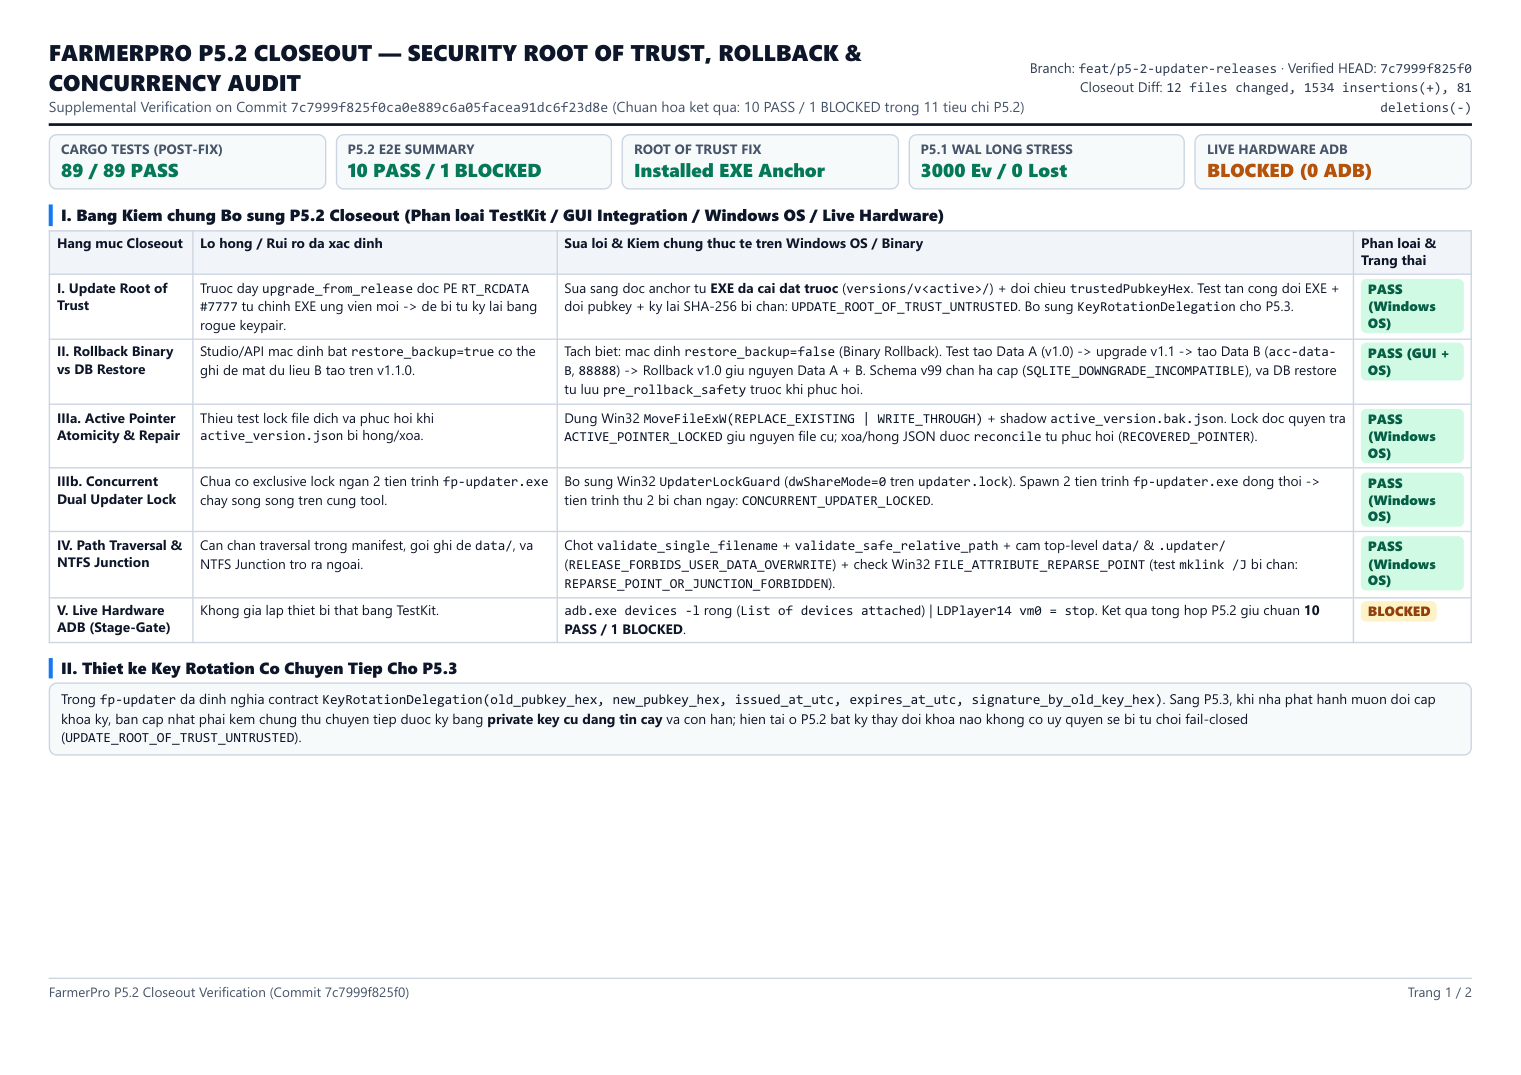 FARMERPRO P5.2 CLOSEOUT — SECURITY ROOT OF TRUST, ROLLBACK &
CONCURRENCY AUDIT
Supplemental Verification on Commit 7c7999f825f0ca0e889c6a05facea91dc6f23d8e (Chuan hoa ket qua: 10 PASS / 1 BLOCKED trong 11 tieu chi P5.2)
Branch: feat/p5-2-updater-releases · Verified HEAD: 7c7999f825f0
Closeout Diff: 12 files changed, 1534 insertions(+), 81
deletions(-)
CARGO TESTS (POST-FIX)
89 / 89 PASS
P5.2 E2E SUMMARY
10 PASS / 1 BLOCKED
ROOT OF TRUST FIX
Installed EXE Anchor
P5.1 WAL LONG STRESS
3000 Ev / 0 Lost
LIVE HARDWARE ADB
BLOCKED (0 ADB)
I. Bang Kiem chung Bo sung P5.2 Closeout (Phan loai TestKit / GUI Integration / Windows OS / Live Hardware)
Hang muc Closeout
Lo hong / Rui ro da xac dinh
Sua loi & Kiem chung thuc te tren Windows OS / Binary
Phan loai &
Trang thai
I. Update Root of
Trust
Truoc day upgrade_from_release doc PE RT_RCDATA
#7777 tu chinh EXE ung vien moi -> de bi tu ky lai bang
rogue keypair.
Sua sang doc anchor tu EXE da cai dat truoc (versions/v<active>/) + doi chieu trustedPubkeyHex. Test tan cong doi EXE +
doi pubkey + ky lai SHA-256 bi chan: UPDATE_ROOT_OF_TRUST_UNTRUSTED. Bo sung KeyRotationDelegation cho P5.3.
PASS
(Windows
OS)
II. Rollback Binary
vs DB Restore
Studio/API mac dinh bat restore_backup=true co the
ghi de mat du lieu B tao tren v1.1.0.
Tach biet: mac dinh restore_backup=false (Binary Rollback). Test tao Data A (v1.0) -> upgrade v1.1 -> tao Data B (acc-data-
B, 88888) -> Rollback v1.0 giu nguyen Data A + B. Schema v99 chan ha cap (SQLITE_DOWNGRADE_INCOMPATIBLE), va DB restore
tu luu pre_rollback_safety truoc khi phuc hoi.
PASS (GUI +
OS)
IIIa. Active Pointer
Atomicity & Repair
Thieu test lock file dich va phuc hoi khi
active_version.json bi hong/xoa.
Dung Win32 MoveFileExW(REPLACE_EXISTING | WRITE_THROUGH) + shadow active_version.bak.json. Lock doc quyen tra
ACTIVE_POINTER_LOCKED giu nguyen file cu; xoa/hong JSON duoc reconcile tu phuc hoi (RECOVERED_POINTER).
PASS
(Windows
OS)
IIIb. Concurrent
Dual Updater Lock
Chua co exclusive lock ngan 2 tien trinh fp-updater.exe
chay song song tren cung tool.
Bo sung Win32 UpdaterLockGuard (dwShareMode=0 tren updater.lock). Spawn 2 tien trinh fp-updater.exe dong thoi ->
tien trinh thu 2 bi chan ngay: CONCURRENT_UPDATER_LOCKED.
PASS
(Windows
OS)
IV. Path Traversal &
NTFS Junction
Can chan traversal trong manifest, goi ghi de data/, va
NTFS Junction tro ra ngoai.
Chot validate_single_filename + validate_safe_relative_path + cam top-level data/ & .updater/
(RELEASE_FORBIDS_USER_DATA_OVERWRITE) + check Win32 FILE_ATTRIBUTE_REPARSE_POINT (test mklink /J bi chan:
REPARSE_POINT_OR_JUNCTION_FORBIDDEN).
PASS
(Windows
OS)
V. Live Hardware
ADB (Stage-Gate)
Khong gia lap thiet bi that bang TestKit.
adb.exe devices -l rong (List of devices attached) | LDPlayer14 vm0 = stop. Ket qua tong hop P5.2 giu chuan 10
PASS / 1 BLOCKED.
BLOCKED
II. Thiet ke Key Rotation Co Chuyen Tiep Cho P5.3
Trong fp-updater da dinh nghia contract KeyRotationDelegation(old_pubkey_hex, new_pubkey_hex, issued_at_utc, expires_at_utc, signature_by_old_key_hex). Sang P5.3, khi nha phat hanh muon doi cap
khoa ky, ban cap nhat phai kem chung thu chuyen tiep duoc ky bang private key cu dang tin cay va con han; hien tai o P5.2 bat ky thay doi khoa nao khong co uy quyen se bi tu choi fail-closed
(UPDATE_ROOT_OF_TRUST_UNTRUSTED).
FarmerPro P5.2 Closeout Verification (Commit 7c7999f825f0)
Trang 1 / 2